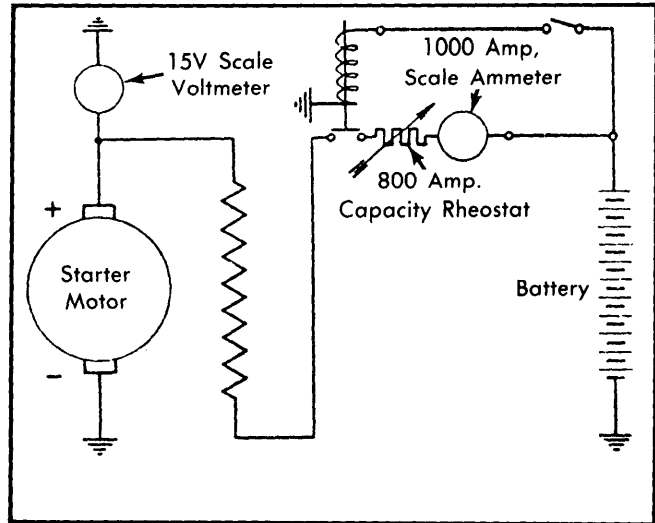 15V Scale
Voltmeter
1000 Amp,
Scale Ammeter
800 Amp.
Capacity Rheostat
+
Starter
Motor
−
Battery